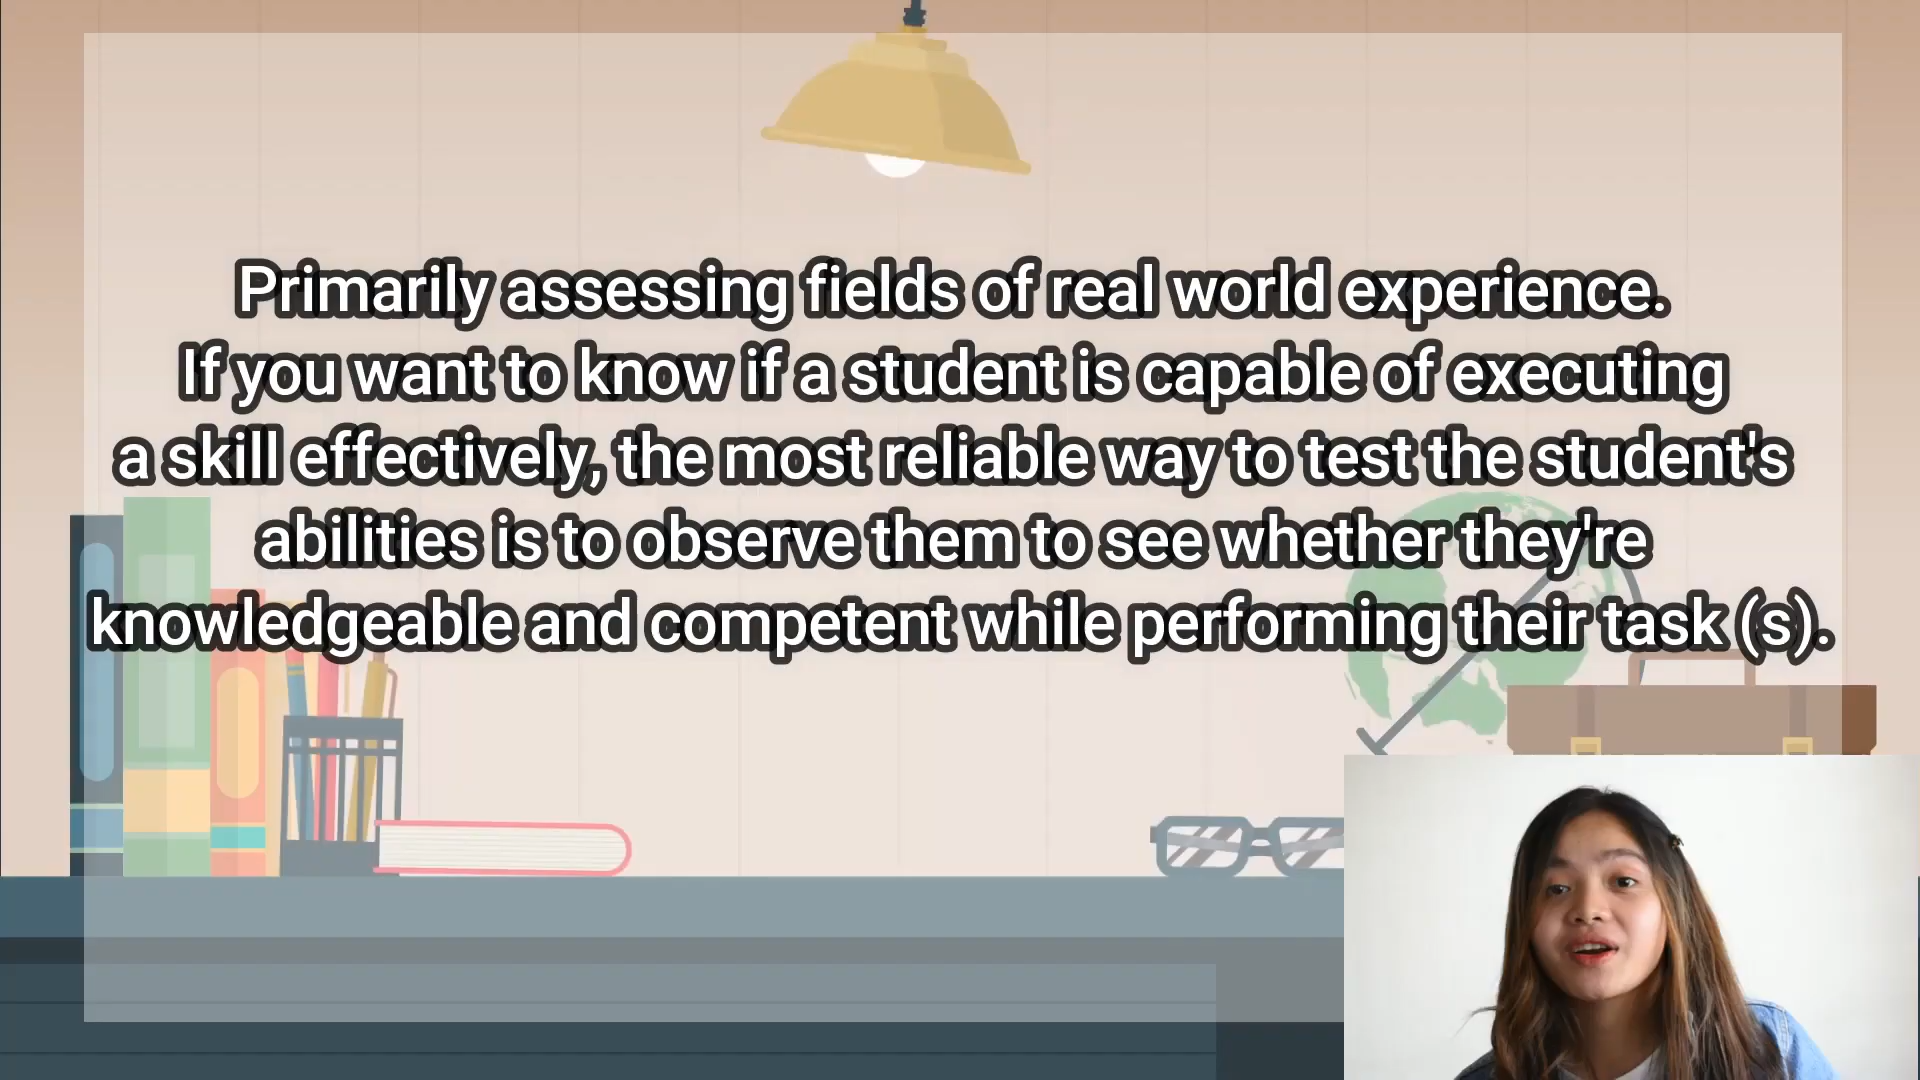 Primarily assessing fields of real world experience.
If you want to know if a student is capable of executing
a skill effectively, the most reliable way to test the student's
abilities is to observe them to see whether they're
knowledgeable and competent while performing their task (s).